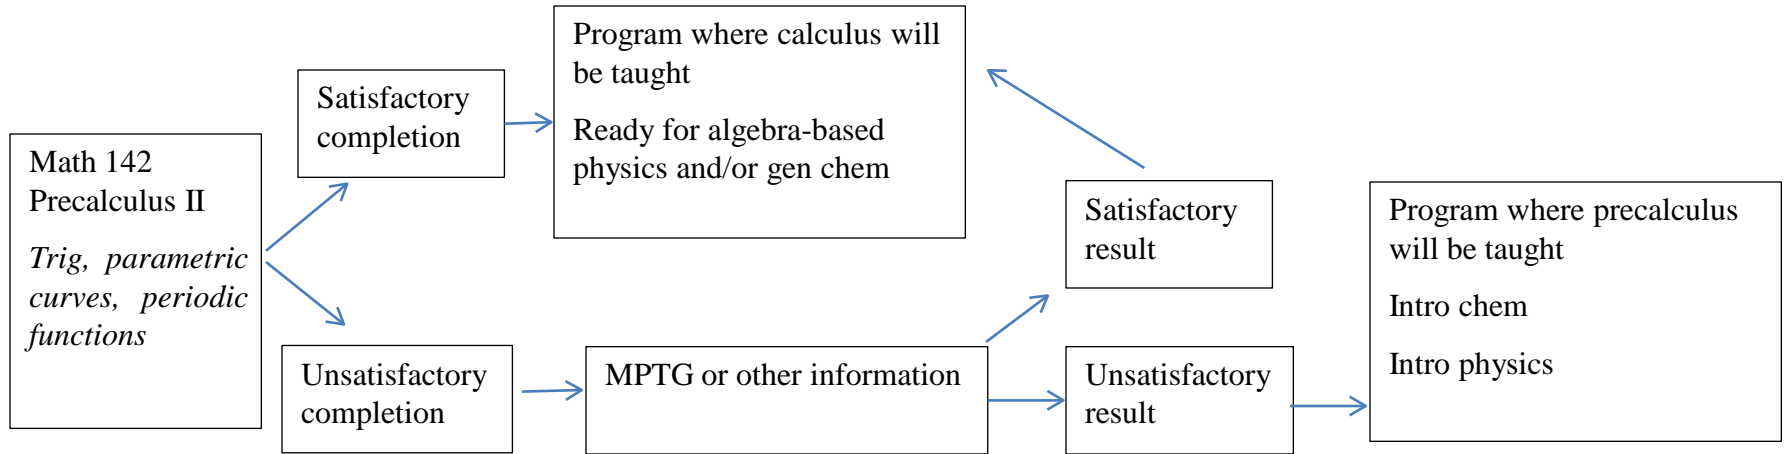 Math 142
Precalculus II
Trig, parametric
curves, periodic
functions
Satisfactory
completion
Program where calculus will
be taught
Ready for algebra-based
physics and/or gen chem
Unsatisfactory
completion
MPTG or other information
Satisfactory
result
Unsatisfactory
result
Program where precalculus
will be taught
Intro chem
Intro physics